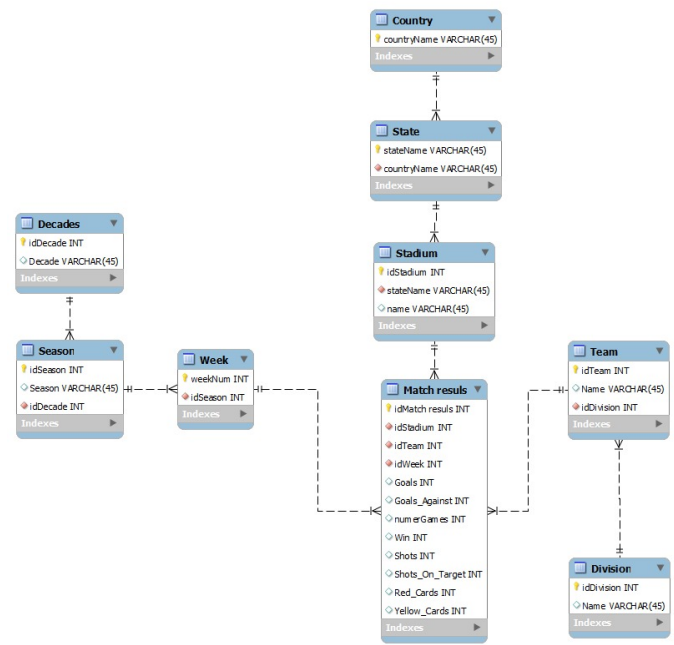 Country
countryName VARCHAR(45)
Indexes
State
stateName VARCHAR(45)
countryName VARCHAR(45)
Indexes
Decades
idDecade INT
Decade VARCHAR(45)
Indexes
Stadium
idStadium INT
stateName VARCHAR(45)
name VARCHAR(45)
Indexes
Season
idSeason INT
Season VARCHAR(45)
idDecade INT
Indexes
Week
weekNum INT
idSeason INT
Indexes
Match resuls
idMatch resuls INT
idStadium INT
idTeam INT
idWeek INT
Goals INT
Goals_Against INT
numerGames INT
Win INT
Shots INT
Shots_On_Target INT
Red_Cards INT
Yellow_Cards INT
Indexes
Team
idTeam INT
Name VARCHAR(45)
idDivision INT
Indexes
Division
idDivision INT
Name VARCHAR(45)
Indexes